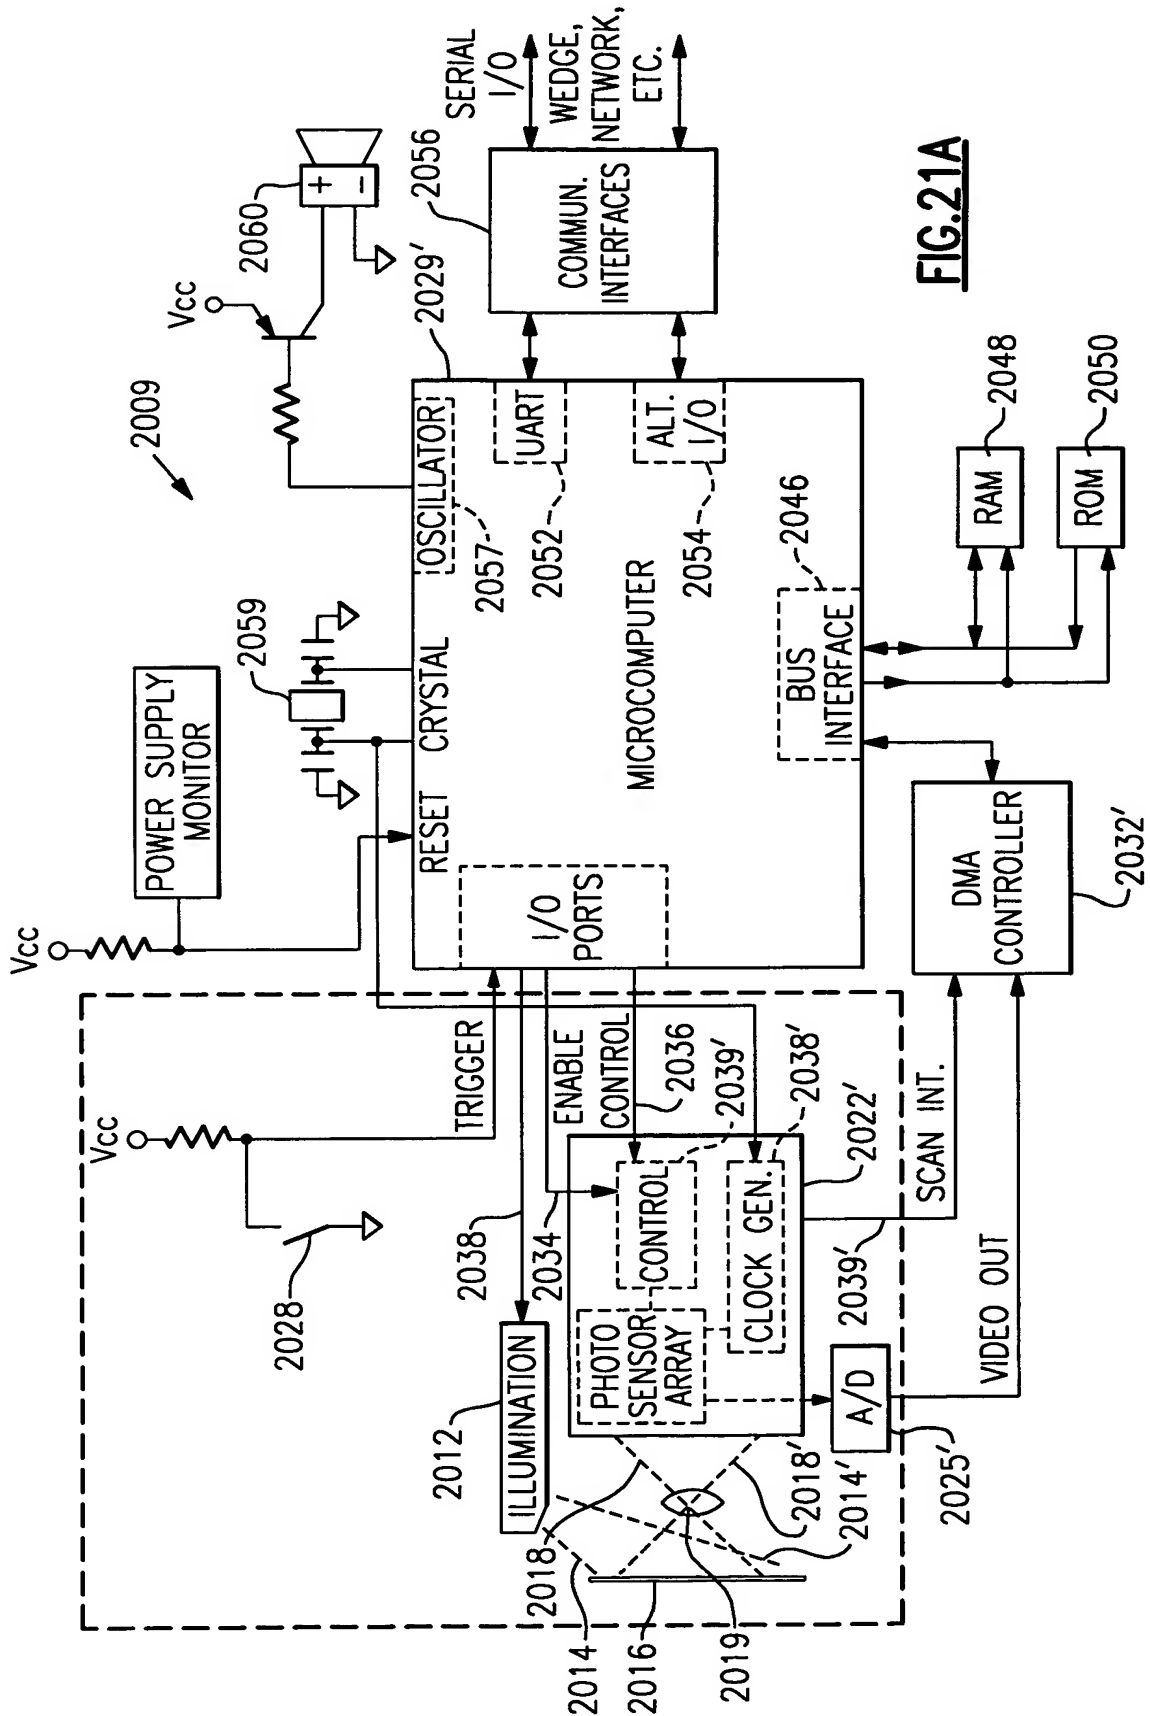 Vcc
POWER SUPPLY
MONITOR
2009
Vcc
2060
+
−
SERIAL
I/O
WEDGE,
NETWORK,
ETC.
2059
2029'
2056
Vcc
RESET
CRYSTAL
OSCILLATOR
2057
UART
2052
ALT.
I/O
2054
COMMUN.
INTERFACES
2028
TRIGGER
I/O
PORTS
MICROCOMPUTER
2038
ENABLE
2034
CONTROL
2036
2039'
2012
ILLUMINATION
PHOTO
SENSOR
ARRAY
CONTROL
CLOCK GEN.
2038'
2022'
BUS
INTERFACE
2046
2018
2014
2016
2019
2018'
2014'
A/D
2025'
2039'
SCAN INT.
VIDEO OUT
DMA
CONTROLLER
2032'
RAM
2048
ROM
2050
FIG.21A